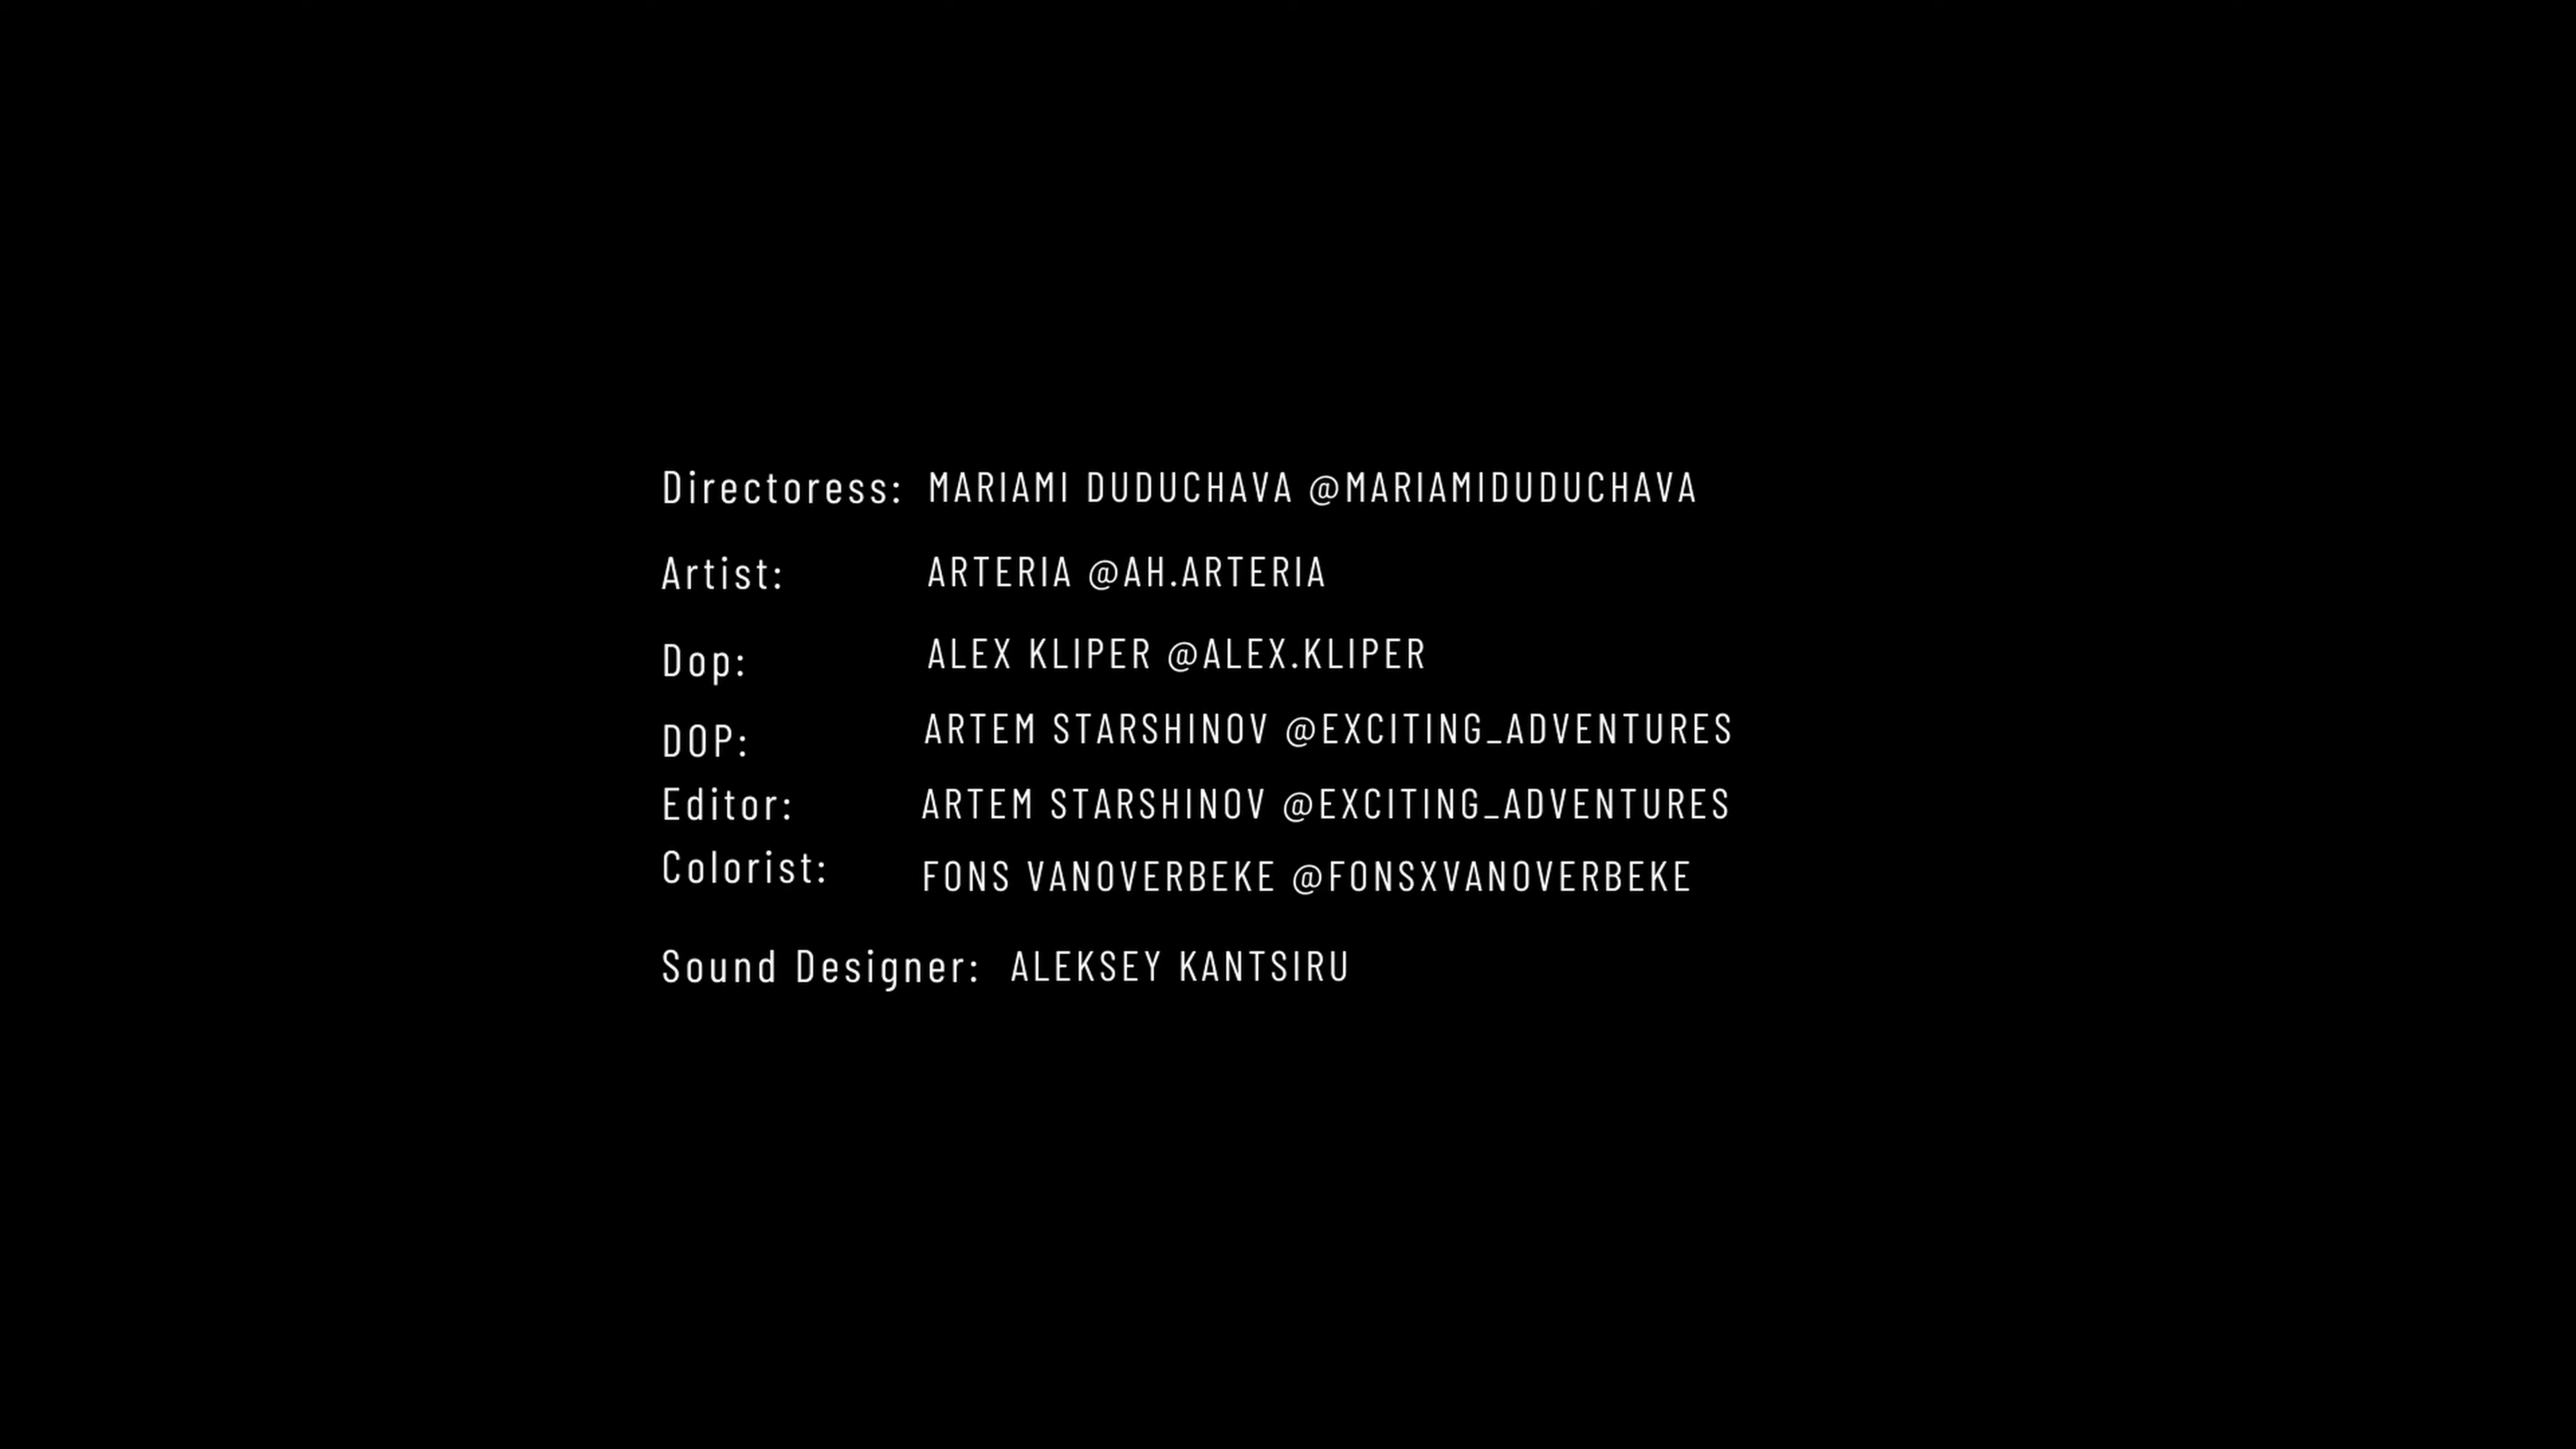 Directoress: MARIAMI DUDUCHAVA @MARIAMIDUDUCHAVA
Artist: ARTERIA @AH.ARTERIA
Dop: ALEX KLIPER @ALEX.KLIPER
DOP: ARTEM STARSHINOV @EXCITING_ADVENTURES
Editor: ARTEM STARSHINOV @EXCITING_ADVENTURES
Colorist: FONS VANOVERBEKE @FONSXVANOVERBEKE
Sound Designer: ALEKSEY KANTSIRU